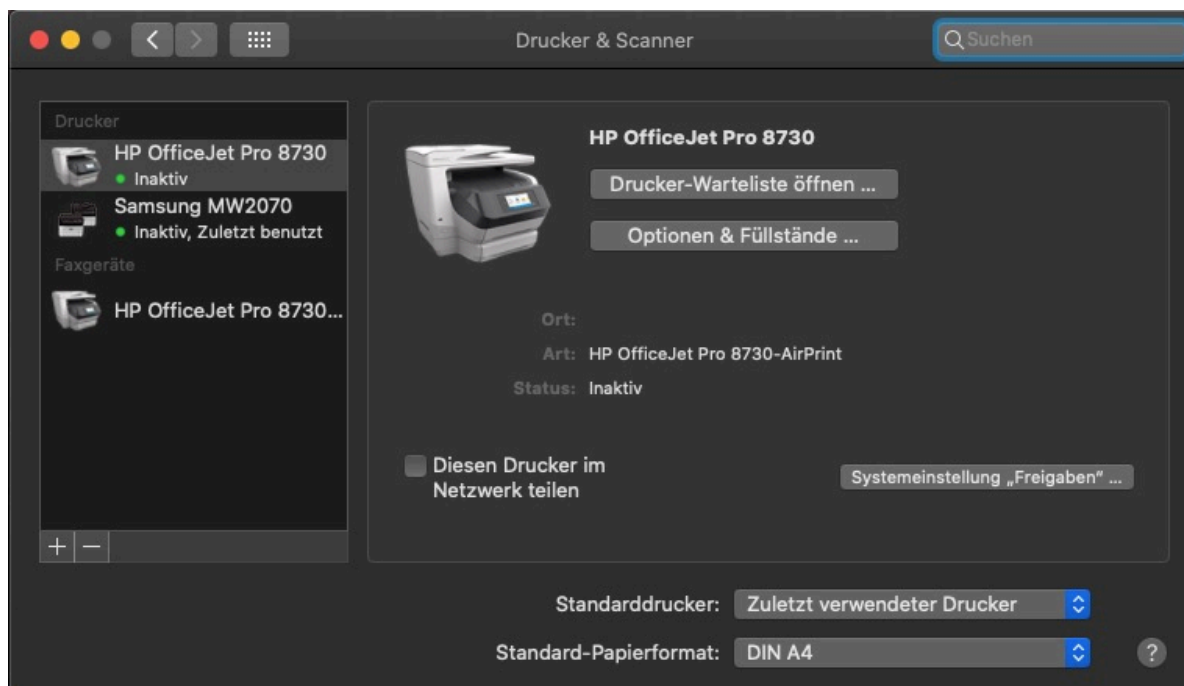 Drucker & Scanner
Suchen
Drucker
HP OfficeJet Pro 8730
Inaktiv
Samsung MW2070
Inaktiv, Zuletzt benutzt
Faxgeräte
HP OfficeJet Pro 8730...
+ −
HP OfficeJet Pro 8730
Drucker-Warteliste öffnen ...
Optionen & Füllstände ...
Ort:
Art: HP OfficeJet Pro 8730-AirPrint
Status: Inaktiv
Diesen Drucker im
Netzwerk teilen
Systemeinstellung „Freigaben“ ...
Standarddrucker: Zuletzt verwendeter Drucker
Standard-Papierformat: DIN A4
?